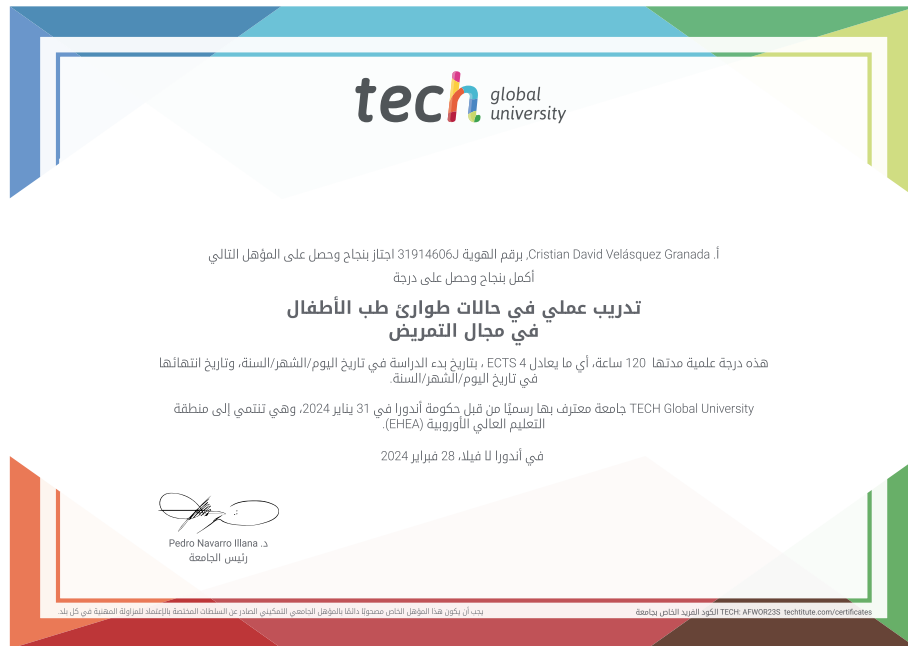 tech global
university
أ. Cristian David Velásquez Granada, برقم الهوية 31914606J اجتاز بنجاح وحصل على المؤهل التالي
أكمل بنجاح وحصل على درجة
تدريب عملي في حالات طوارئ طب الأطفال
في مجال التمريض
هذه درجة علمية مدتها 120 ساعة، أي ما يعادل 4 ECTS ، بتاريخ بدء الدراسة في تاريخ اليوم/الشهر/السنة، وتاريخ انتهائها
في تاريخ اليوم/الشهر/السنة.
TECH Global University جامعة معترف بها رسميًا من قبل حكومة أندورا في 31 يناير 2024، وهي تنتمي إلى منطقة
التعليم العالي الأوروبية (EHEA).
في أندورا لا فيلا، 28 فبراير 2024
د. Pedro Navarro Illana
رئيس الجامعة
يجب أن يكون هذا المؤهل الخاص مصحوبًا دائمًا بالمؤهل الجامعي التمكيني الصادر عن السلطات المختصة بالإعتماد للمزاولة المهنية في كل بلد.
الكود الفريد الخاص بجامعة TECH: AFWOR23S techtitute.com/certificates